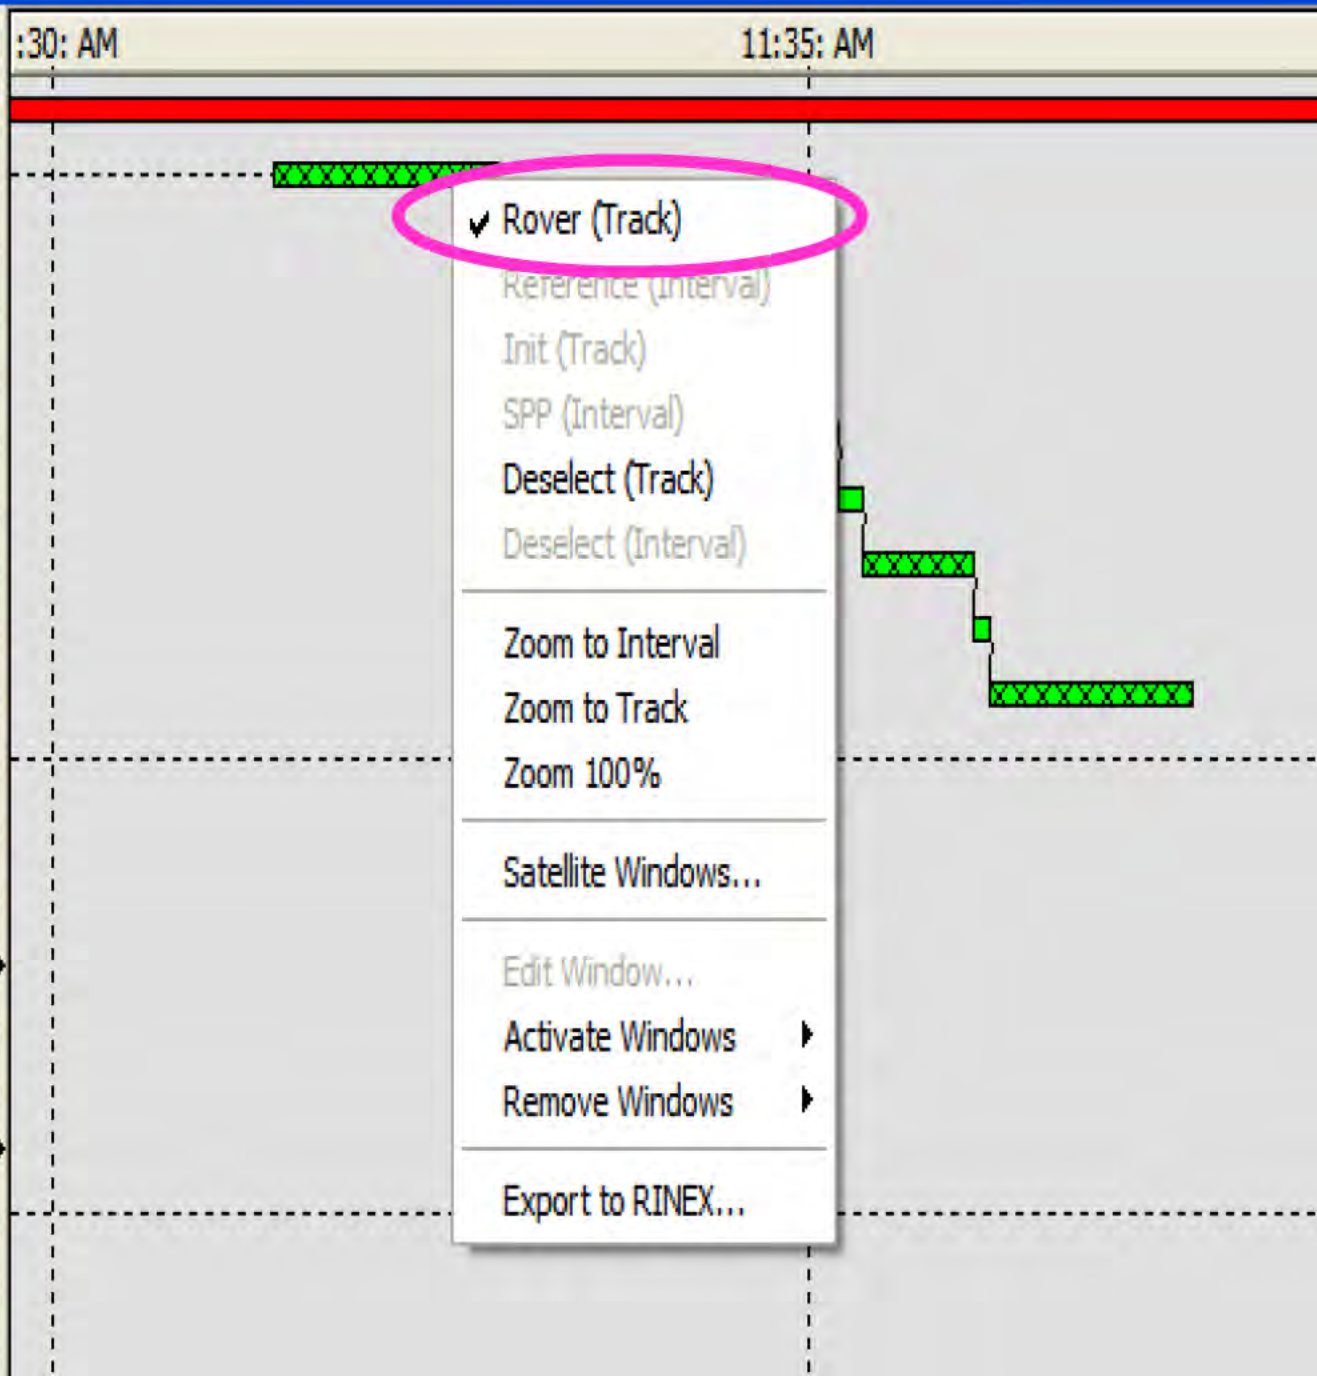 :30: AM
11:35: AM
Rover (Track)
Reference (Interval)
Init (Track)
SPP (Interval)
Deselect (Track)
Deselect (Interval)
Zoom to Interval
Zoom to Track
Zoom 100%
Satellite Windows...
Edit Window...
Activate Windows
Remove Windows
Export to RINEX...